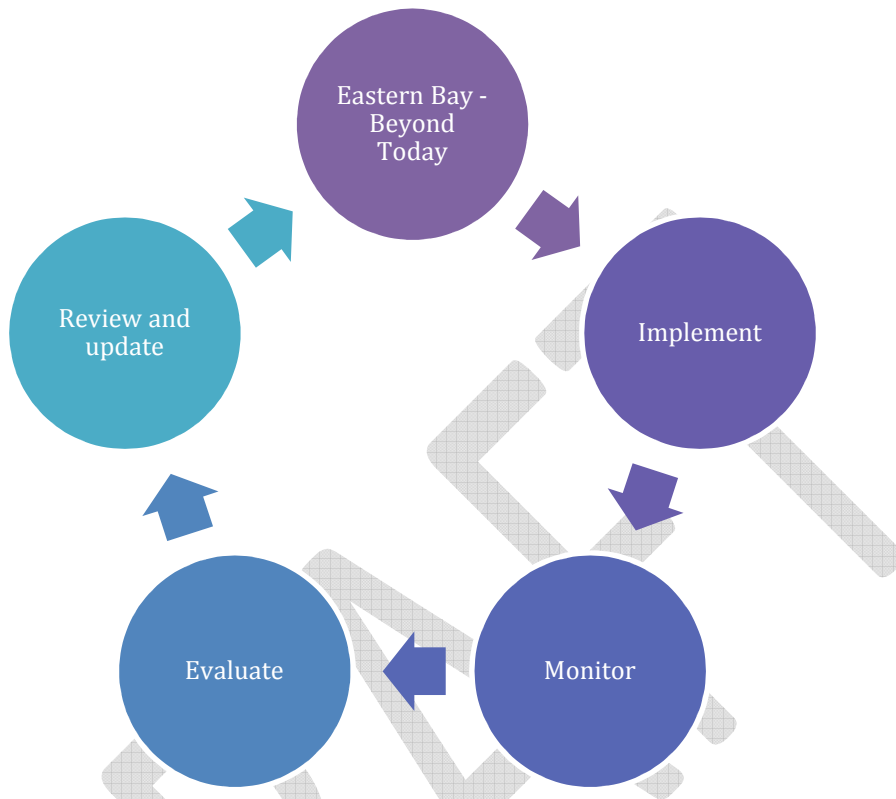 Eastern Bay -
Beyond
Today
Implement
Monitor
Evaluate
Review and
update